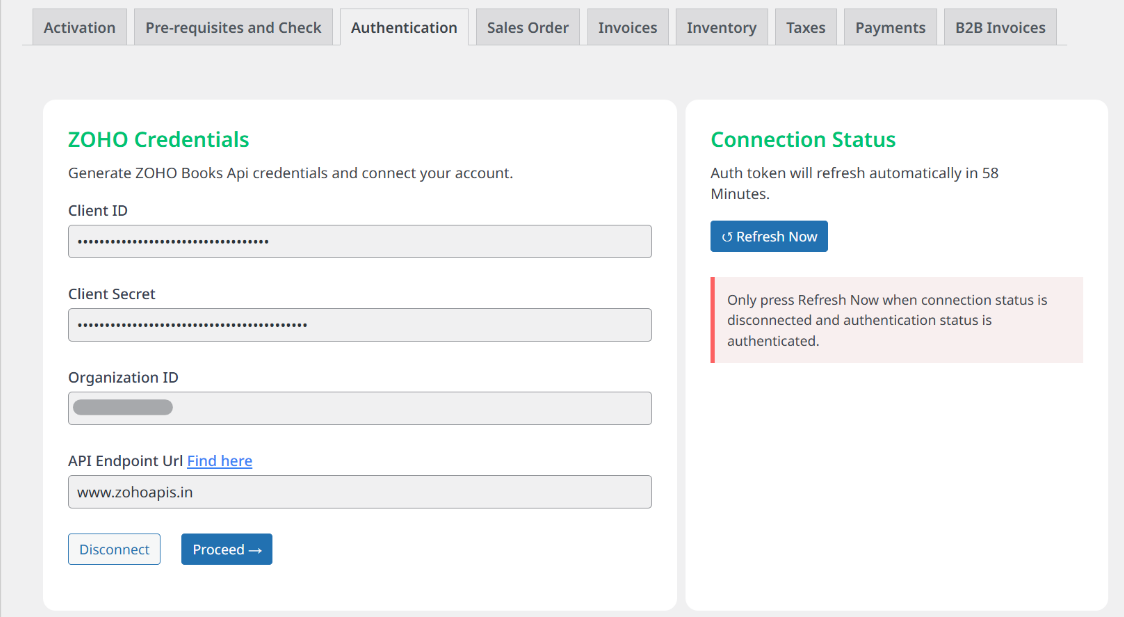 Activation
Pre-requisites and Check
Authentication
Sales Order
Invoices
Inventory
Taxes
Payments
B2B Invoices
ZOHO Credentials
Generate ZOHO Books Api credentials and connect your account.
Client ID
••••••••••••••••••••••••••••••••••••
Client Secret
•••••••••••••••••••••••••••••••••••••••••••
Organization ID
API Endpoint Url Find here
www.zohoapis.in
Disconnect
Proceed →
Connection Status
Auth token will refresh automatically in 58
Minutes.
↺ Refresh Now
Only press Refresh Now when connection status is
disconnected and authentication status is
authenticated.